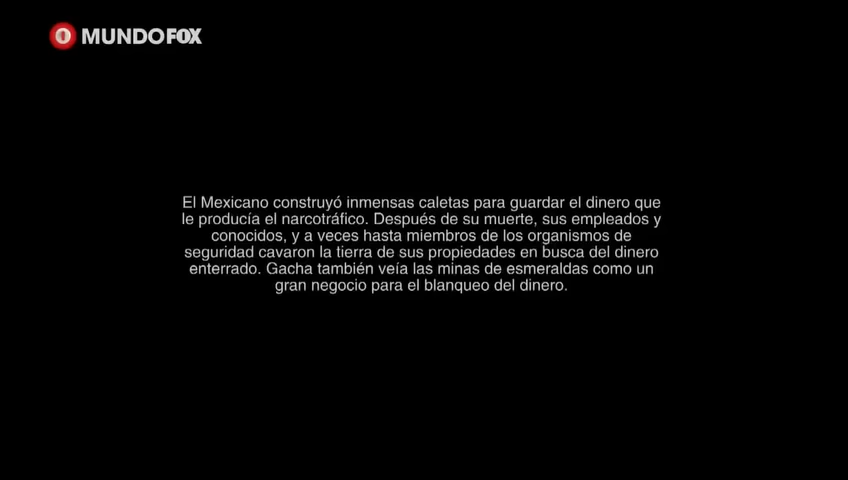 MUNDOFOX
El Mexicano construyó inmensas caletas para guardar el dinero que
le producía el narcotráfico. Después de su muerte, sus empleados y
conocidos, y a veces hasta miembros de los organismos de
seguridad cavaron la tierra de sus propiedades en busca del dinero
enterrado. Gacha también veía las minas de esmeraldas como un
gran negocio para el blanqueo del dinero.